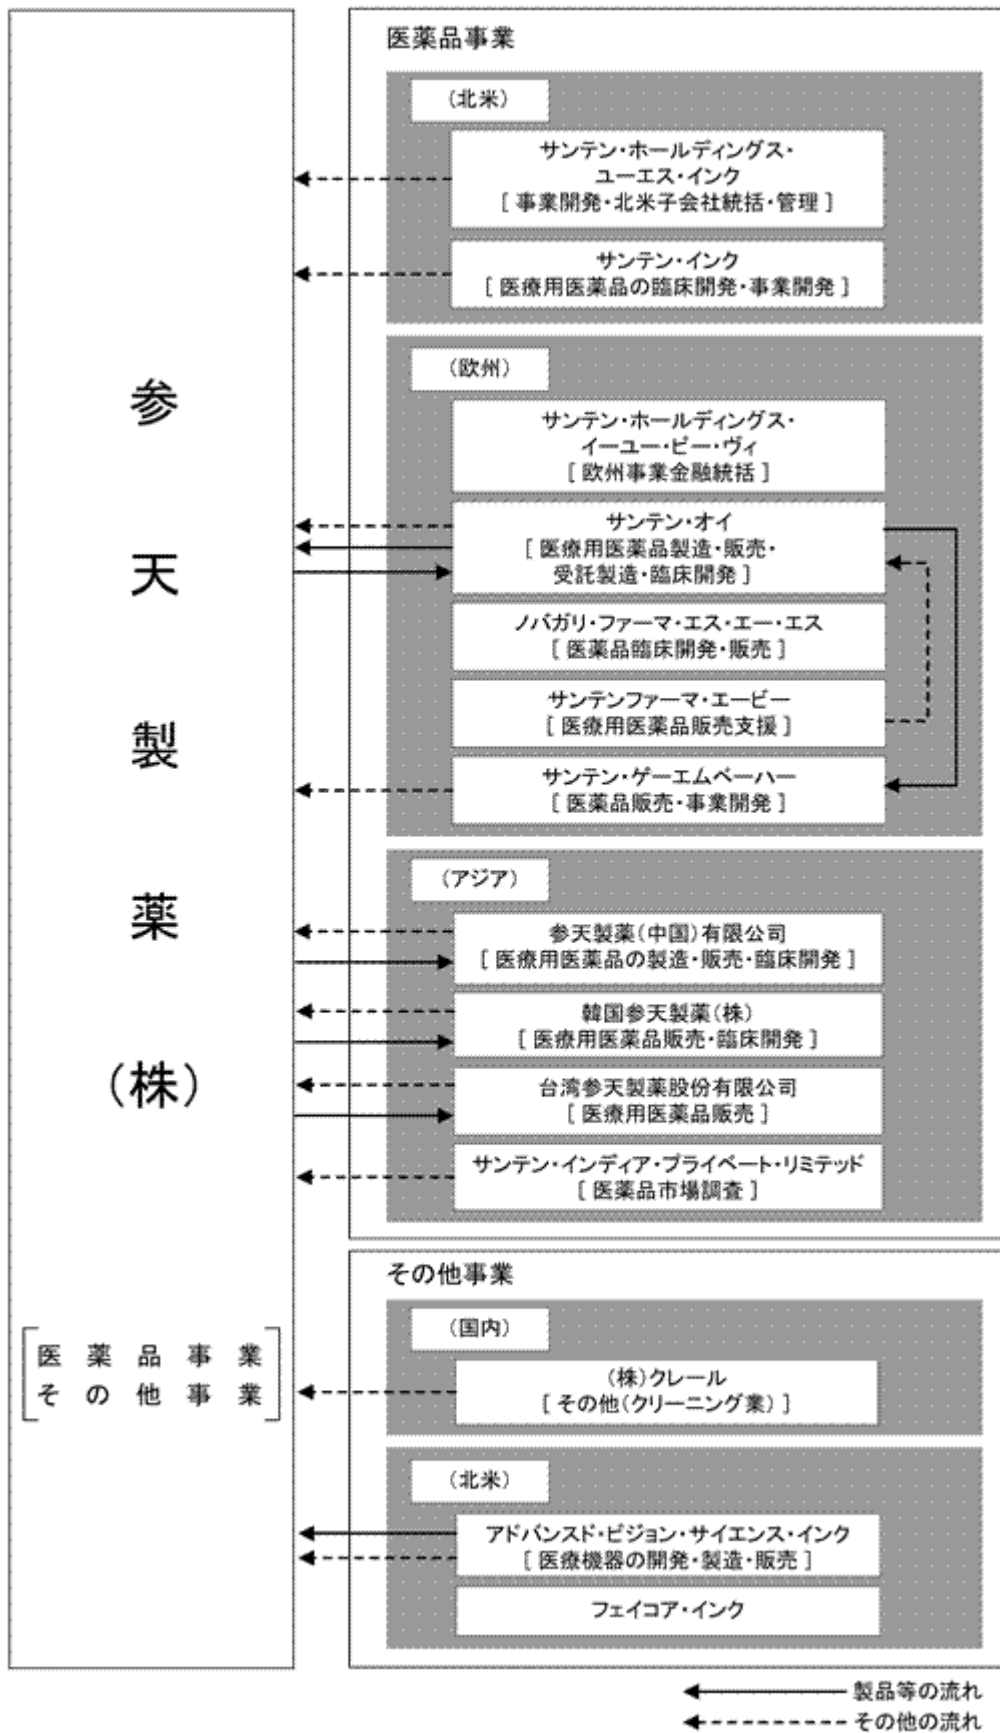 参天製薬(株)
医薬品事業
その他事業
医薬品事業
(北米)
サンテン・ホールディングス・
ユーエス・インク
[ 事業開発・北米子会社統括・管理 ]
サンテン・インク
[ 医療用医薬品の臨床開発・事業開発 ]
(欧州)
サンテン・ホールディングス・
イーユー・ビー・ヴィ
[ 欧州事業金融統括 ]
サンテン・オイ
[ 医療用医薬品製造・販売・
受託製造・臨床開発 ]
ノバガリ・ファーマ・エス・エー・エス
[ 医薬品臨床開発・販売 ]
サンテンファーマ・エービー
[ 医療用医薬品販売支援 ]
サンテン・ゲーエムベーハー
[ 医薬品販売・事業開発 ]
(アジア)
参天製薬(中国)有限公司
[ 医療用医薬品の製造・販売・臨床開発 ]
韓国参天製薬(株)
[ 医療用医薬品販売・臨床開発 ]
台湾参天製薬股份有限公司
[ 医療用医薬品販売 ]
サンテン・インディア・プライベート・リミテッド
[ 医薬品市場調査 ]
その他事業
(国内)
(株)クレール
[ その他(クリーニング業) ]
(北米)
アドバンスド・ビジョン・サイエンス・インク
[ 医療機器の開発・製造・販売 ]
フェイコア・インク
製品等の流れ
その他の流れ